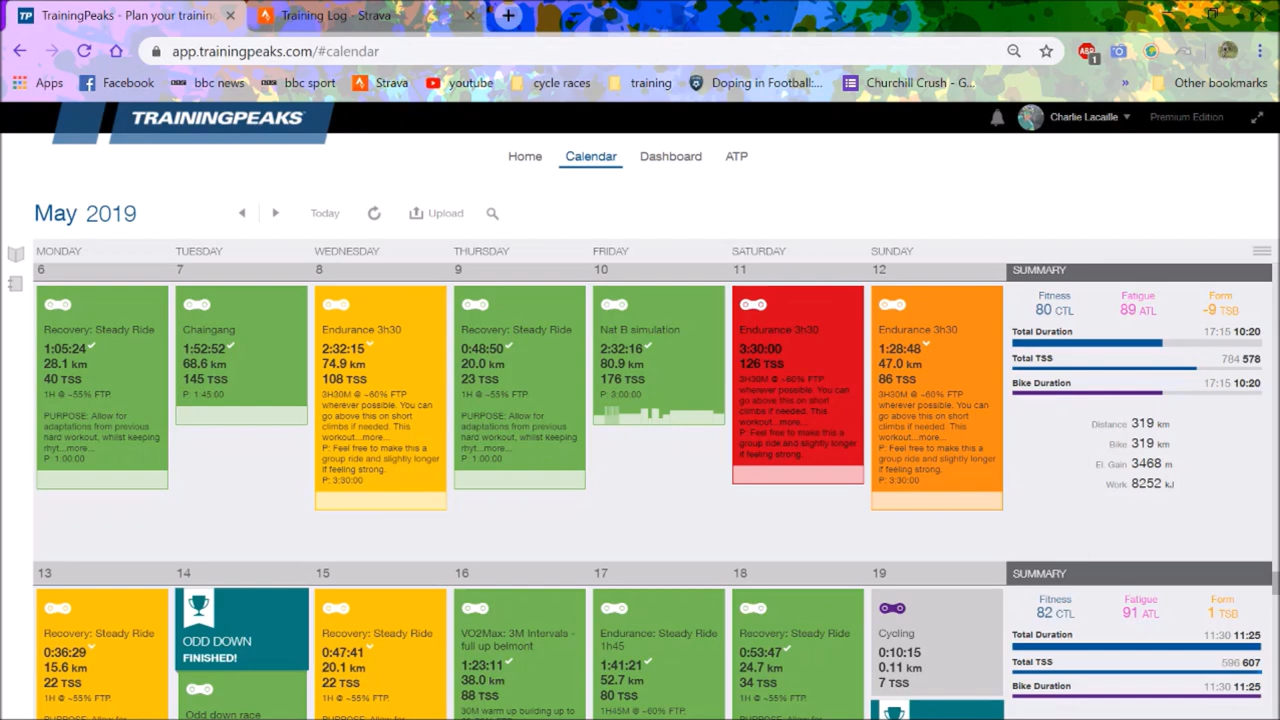 TrainingPeaks - Plan your training
Training Log - Strava
app.trainingpeaks.com/#calendar
ABP
1
Apps
Facebook
bbc news
bbc sport
Strava
youtube
cycle races
training
Doping in Football:...
Churchill Crush - G...
»
Other bookmarks
TRAININGPEAKS
Charlie Lacaille
Premium Edition
Home
Calendar
Dashboard
ATP
May 2019
Today
Upload
MONDAY TUESDAY WEDNESDAY THURSDAY FRIDAY SATURDAY SUNDAY
6 7 8 9 10 11 12 SUMMARY
Recovery: Steady Ride
1:05:24
28.1 km
40 TSS
1H @ ~55% FTP
PURPOSE: Allow for
adaptations from previous
hard workout, whilst keeping
rhyt...more...
P: 1:00:00
Chaingang
1:52:52
68.6 km
145 TSS
P: 1:45:00
Endurance 3h30
2:32:15
74.9 km
108 TSS
3H30M @ ~60% FTP
wherever possible. You can
go above this on short
climbs if needed. This
workout...more...
P: Feel free to make this a
group ride and slightly longer
if feeling strong.
P: 3:30:00
Recovery: Steady Ride
0:48:50
20.0 km
23 TSS
1H @ ~55% FTP
PURPOSE: Allow for
adaptations from previous
hard workout, whilst keeping
rhyt...more...
P: 1:00:00
Nat B simulation
2:32:16
80.9 km
176 TSS
P: 3:00:00
Endurance 3h30
3:30:00
126 TSS
3H30M @ ~60% FTP
wherever possible. You can
go above this on short
climbs if needed. This
workout...more...
P: Feel free to make this a
group ride and slightly longer
if feeling strong.
Endurance 3h30
1:28:48
47.0 km
86 TSS
3H30M @ ~60% FTP
wherever possible. You can
go above this on short
climbs if needed. This
workout...more...
P: Feel free to make this a
group ride and slightly longer
if feeling strong.
P: 3:30:00
Fitness Fatigue Form
80 CTL 89 ATL -9 TSB
Total Duration 17:15 10:20
Total TSS 784 578
Bike Duration 17:15 10:20
Distance 319 km
Bike 319 km
El. Gain 3468 m
Work 8252 kJ
13 14 15 16 17 18 19 SUMMARY
Recovery: Steady Ride
0:36:29
15.6 km
22 TSS
1H @ ~55% FTP
ODD DOWN
FINISHED!
Odd down race
Recovery: Steady Ride
0:47:41
20.1 km
22 TSS
1H @ ~55% FTP
VO2Max: 3M Intervals -
full up belmont
1:23:11
38.0 km
88 TSS
30M warm up building up to
Endurance: Steady Ride
1h45
1:41:21
52.7 km
80 TSS
1H45M @ ~60% FTP
Recovery: Steady Ride
0:53:47
24.7 km
34 TSS
1H @ ~55% FTP
Cycling
0:10:15
0.11 km
7 TSS
Fitness Fatigue Form
82 CTL 91 ATL 1 TSB
Total Duration 11:30 11:25
Total TSS 596 607
Bike Duration 11:30 11:25